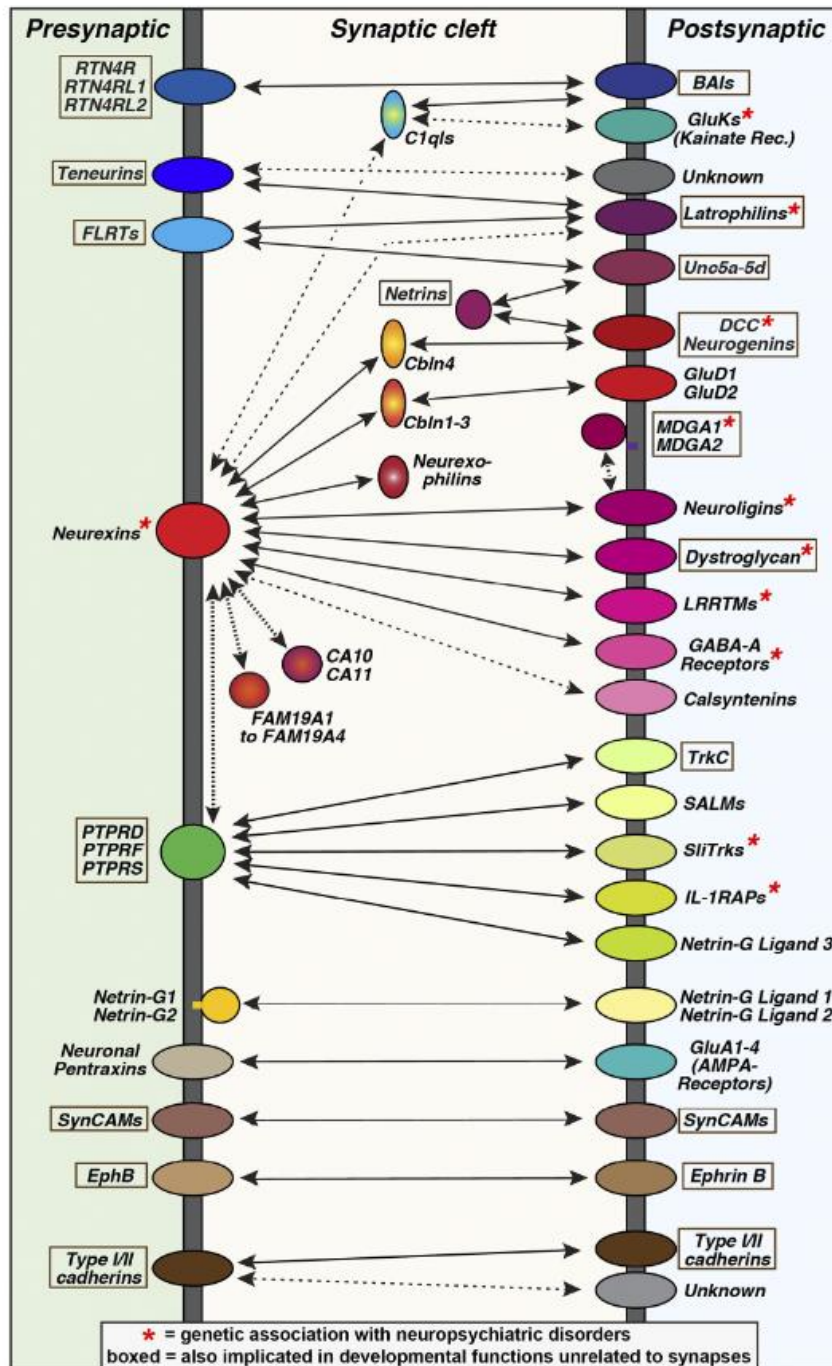 Presynaptic
Synaptic cleft
Postsynaptic
RTN4R
RTN4RL1
RTN4RL2
BAIs
C1qls
GluKs*
(Kainate Rec.)
Teneurins
Unknown
Latrophilins*
FLRTs
Unc5a-5d
Netrins
DCC*
Neurogenins
Cbln4
GluD1
GluD2
Cbln1-3
MDGA1*
MDGA2
Neurexo-
philins
Neuroligins*
Neurexins*
Dystroglycan*
LRRTMs*
CA10
CA11
GABA-A
Receptors*
FAM19A1
to FAM19A4
Calsyntenins
TrkC
SALMs
PTPRD
PTPRF
PTPRS
SliTrks*
IL-1RAPs*
Netrin-G Ligand 3
Netrin-G1
Netrin-G2
Netrin-G Ligand 1
Netrin-G Ligand 2
Neuronal
Pentraxins
GluA1-4
(AMPA-
Receptors)
SynCAMs
SynCAMs
EphB
Ephrin B
Type I/II
cadherins
Type I/II
cadherins
Unknown
* = genetic association with neuropsychiatric disorders
boxed = also implicated in developmental functions unrelated to synapses